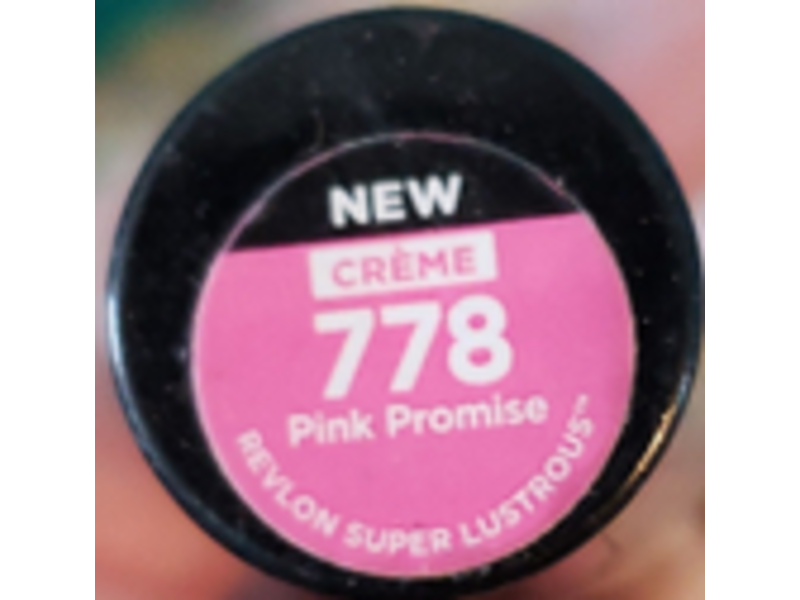 NEW
CRÈME
778
Pink Promise
REVLON SUPER LUSTROUS™